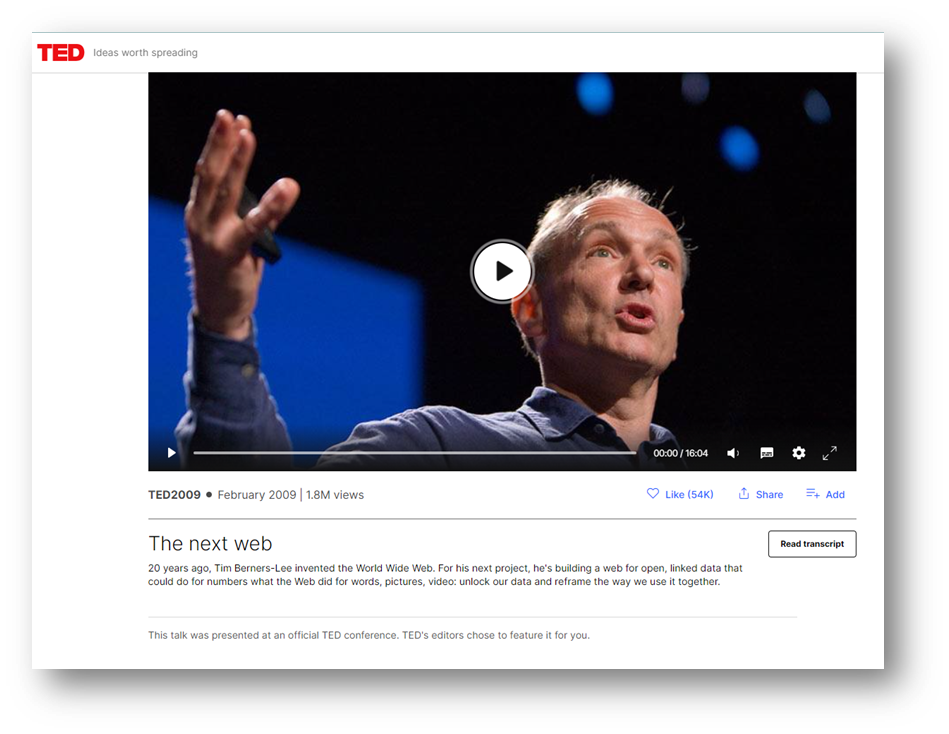 TED Ideas worth spreading
00:00 / 16:04
TED2009 ● February 2009 | 1.8M views
Like (54K) Share Add
The next web
Read transcript
20 years ago, Tim Berners-Lee invented the World Wide Web. For his next project, he's building a web for open, linked data that
could do for numbers what the Web did for words, pictures, video: unlock our data and reframe the way we use it together.
This talk was presented at an official TED conference. TED's editors chose to feature it for you.